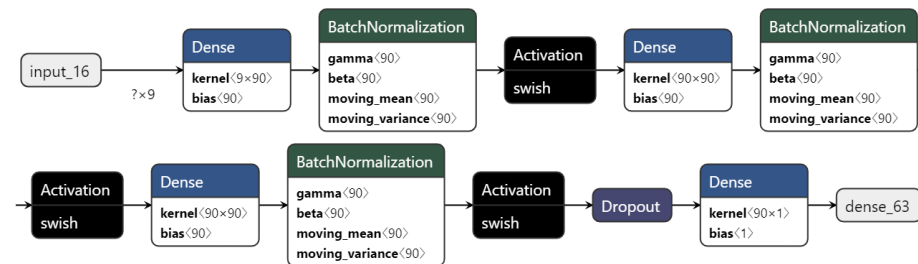 input_16
?×9
Dense
kernel〈9×90〉
bias〈90〉
BatchNormalization
gamma〈90〉
beta〈90〉
moving_mean〈90〉
moving_variance〈90〉
Activation
swish
Dense
kernel〈90×90〉
bias〈90〉
BatchNormalization
gamma〈90〉
beta〈90〉
moving_mean〈90〉
moving_variance〈90〉
Activation
swish
Dense
kernel〈90×90〉
bias〈90〉
BatchNormalization
gamma〈90〉
beta〈90〉
moving_mean〈90〉
moving_variance〈90〉
Activation
swish
Dropout
Dense
kernel〈90×1〉
bias〈1〉
dense_63